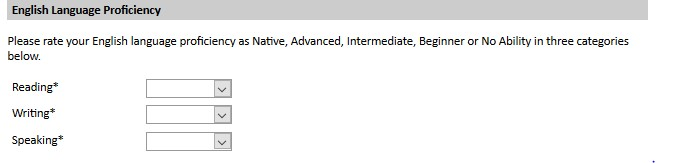 English Language Proficiency
Please rate your English language proficiency as Native, Advanced, Intermediate, Beginner or No Ability in three categories
below.
Reading*
Writing*
Speaking*